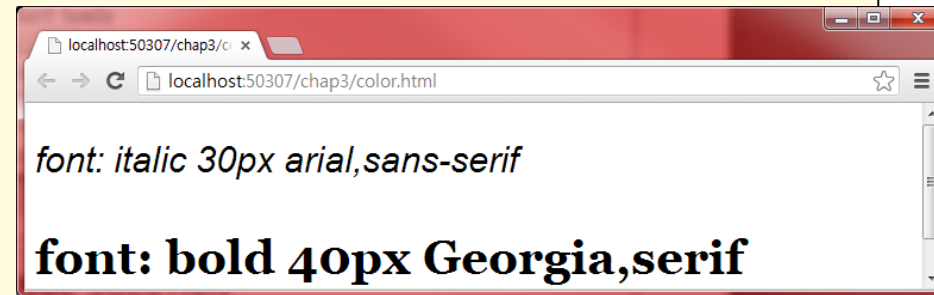 localhost:50307/chap3/c
localhost:50307/chap3/color.html
font: italic 30px arial,sans-serif
font: bold 40px Georgia,serif